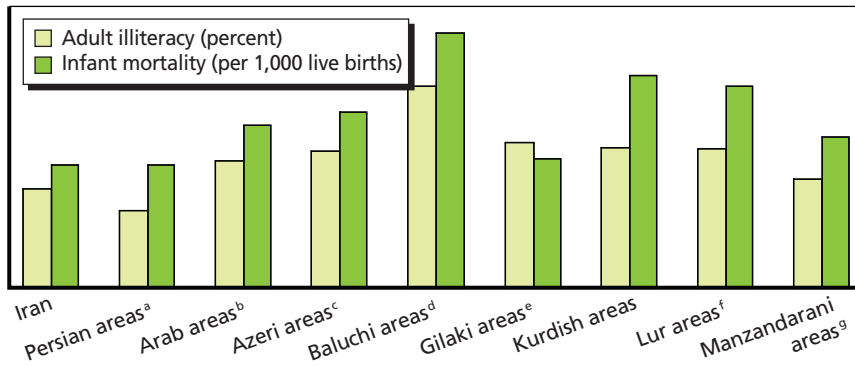 Adult illiteracy (percent)
Infant mortality (per 1,000 live births)
Iran
Persian areasᵃ
Arab areasᵇ
Azeri areasᶜ
Baluchi areasᵈ
Gilaki areasᵉ
Kurdish areas
Lur areasᶠ
Manzandarani
areasᵍ